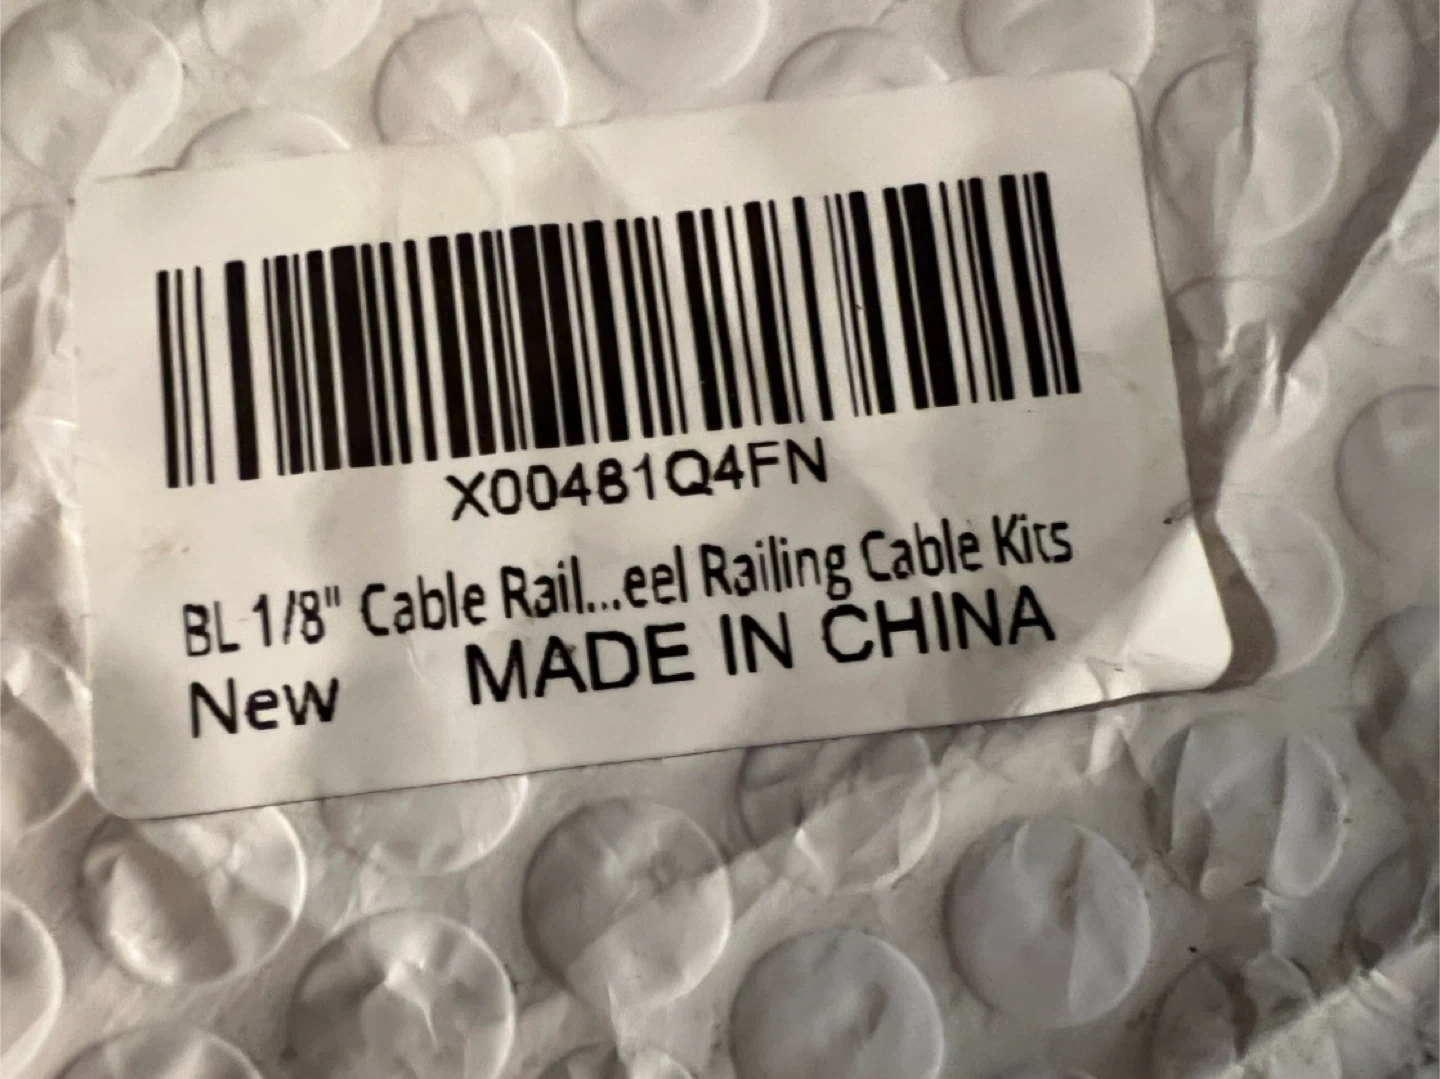 X00481Q4FN
BL 1/8" Cable Rail...eel Railing Cable Kits
New MADE IN CHINA